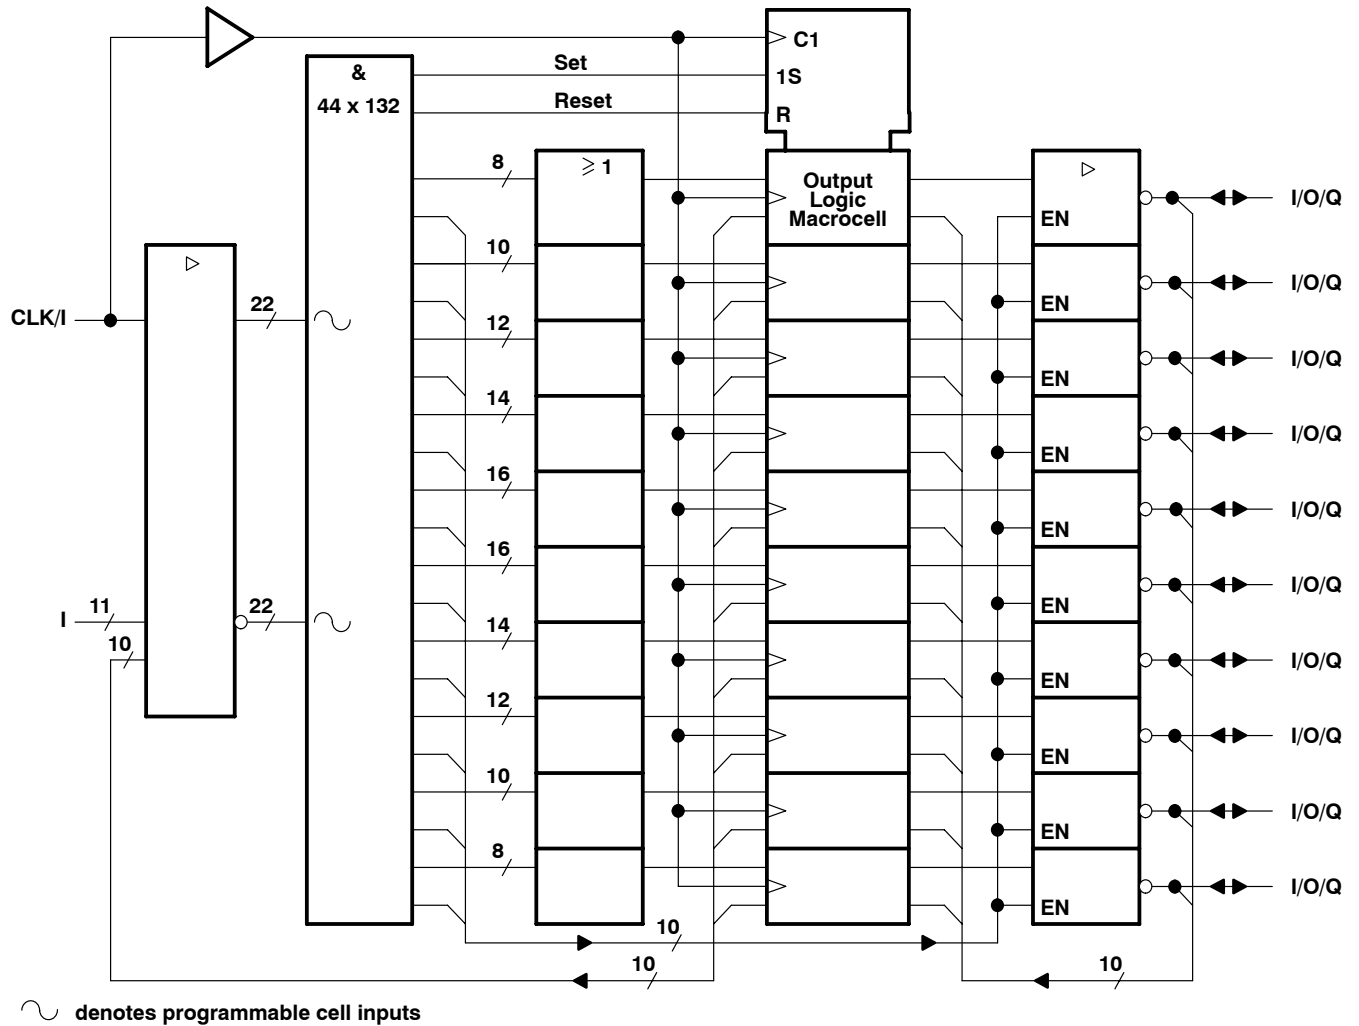 C1
Set
1S
&
44 x 132
Reset
R
8
≥ 1
Output
Logic
Macrocell
I/O/Q
EN
10
I/O/Q
EN
CLK/I
22
12
I/O/Q
EN
14
I/O/Q
EN
16
I/O/Q
EN
16
I/O/Q
EN
I
11
22
10
14
I/O/Q
EN
12
I/O/Q
EN
10
I/O/Q
EN
8
I/O/Q
EN
10
10
10
denotes programmable cell inputs